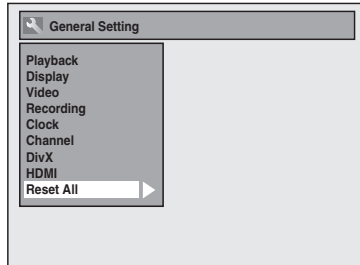 General Setting
Playback
Display
Video
Recording
Clock
Channel
DivX
HDMI
Reset All